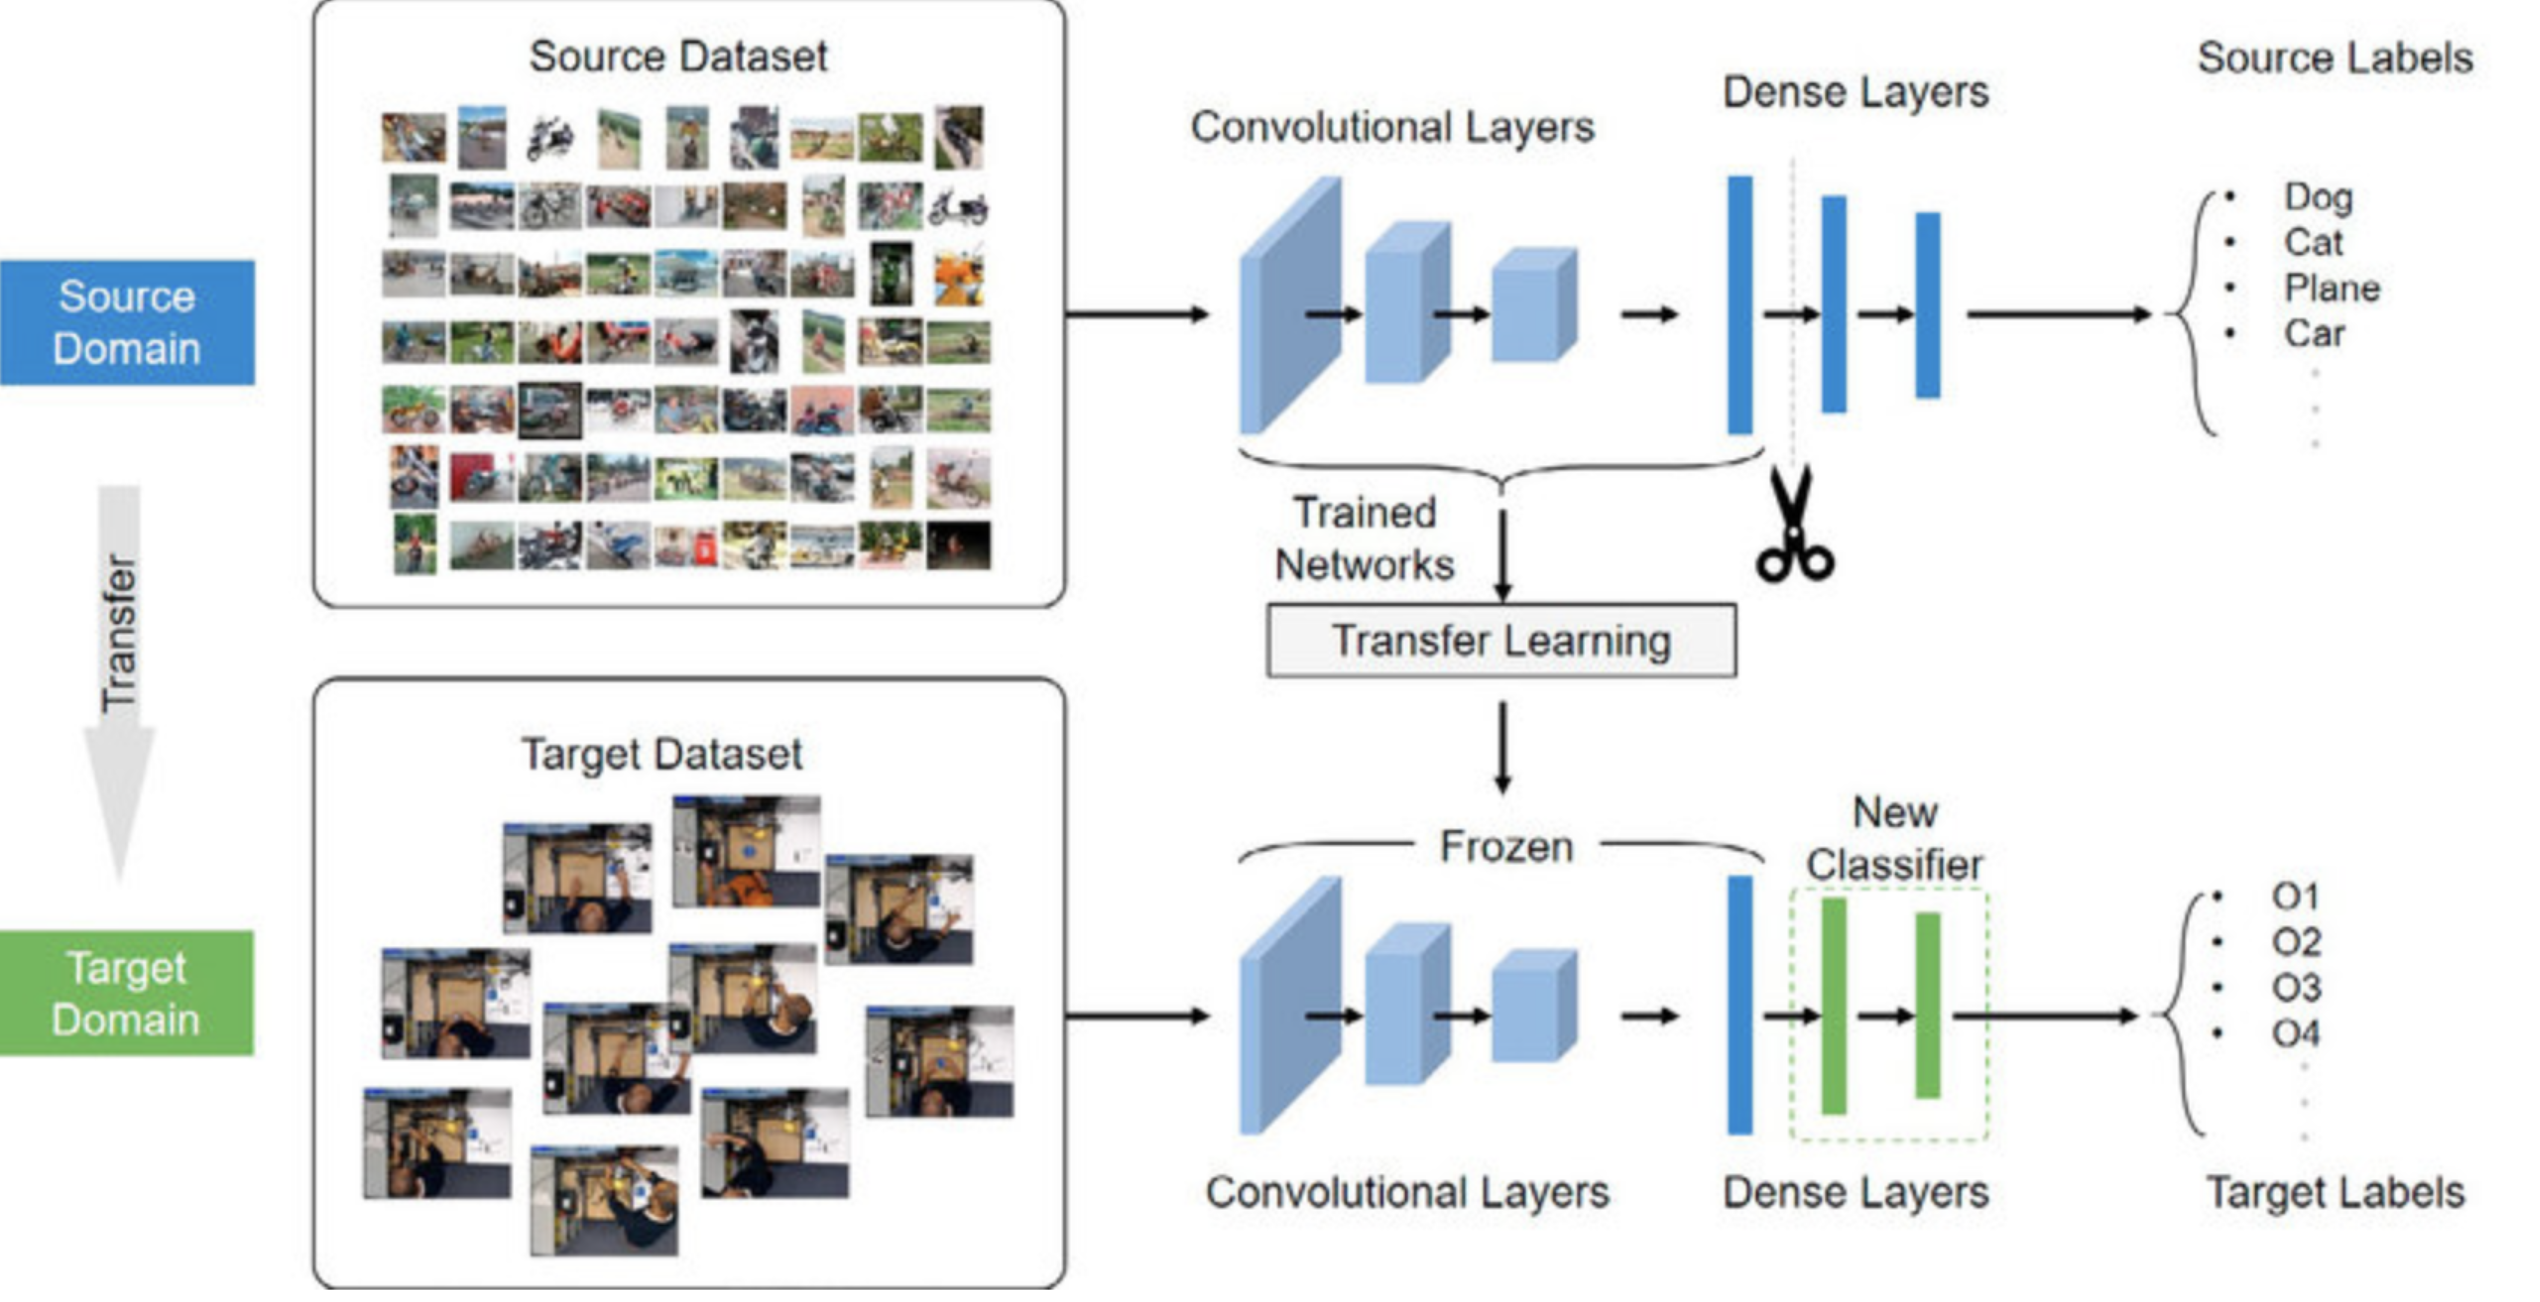 Source Dataset
Source Labels
Dense Layers
Convolutional Layers
Source
Domain
• Dog
• Cat
• Plane
• Car
Trained
Networks
Transfer Learning
Transfer
Target Dataset
New
Classifier
Frozen
Target
Domain
• O1
• O2
• O3
• O4
Convolutional Layers
Dense Layers
Target Labels